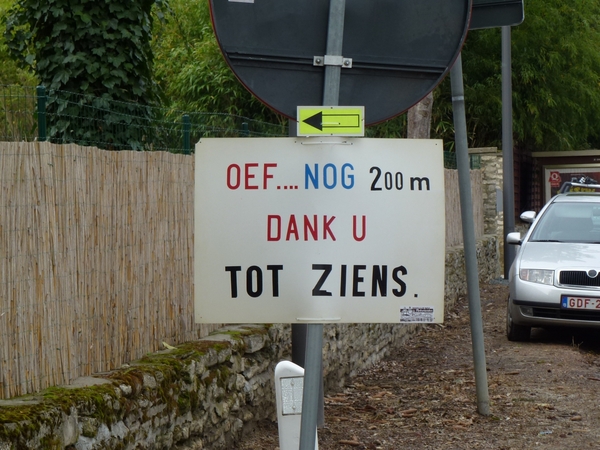 OEF....NOG 200 m
DANK U
TOT ZIENS.